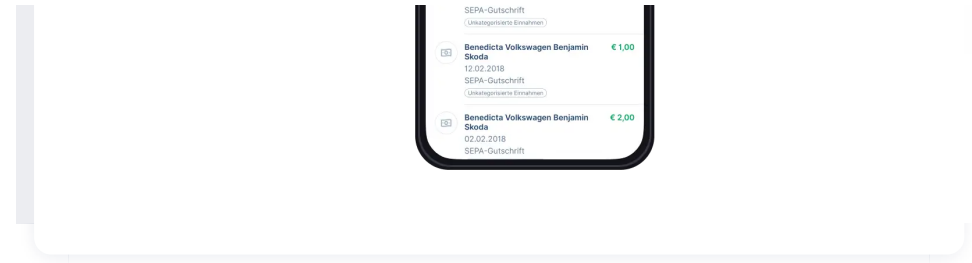 SEPA-Gutschrift
Unkategorisierte Einnahmen
Benedicta Volkswagen Benjamin € 1,00
Skoda
12.02.2018
SEPA-Gutschrift
Unkategorisierte Einnahmen
Benedicta Volkswagen Benjamin € 2,00
Skoda
02.02.2018
SEPA-Gutschrift